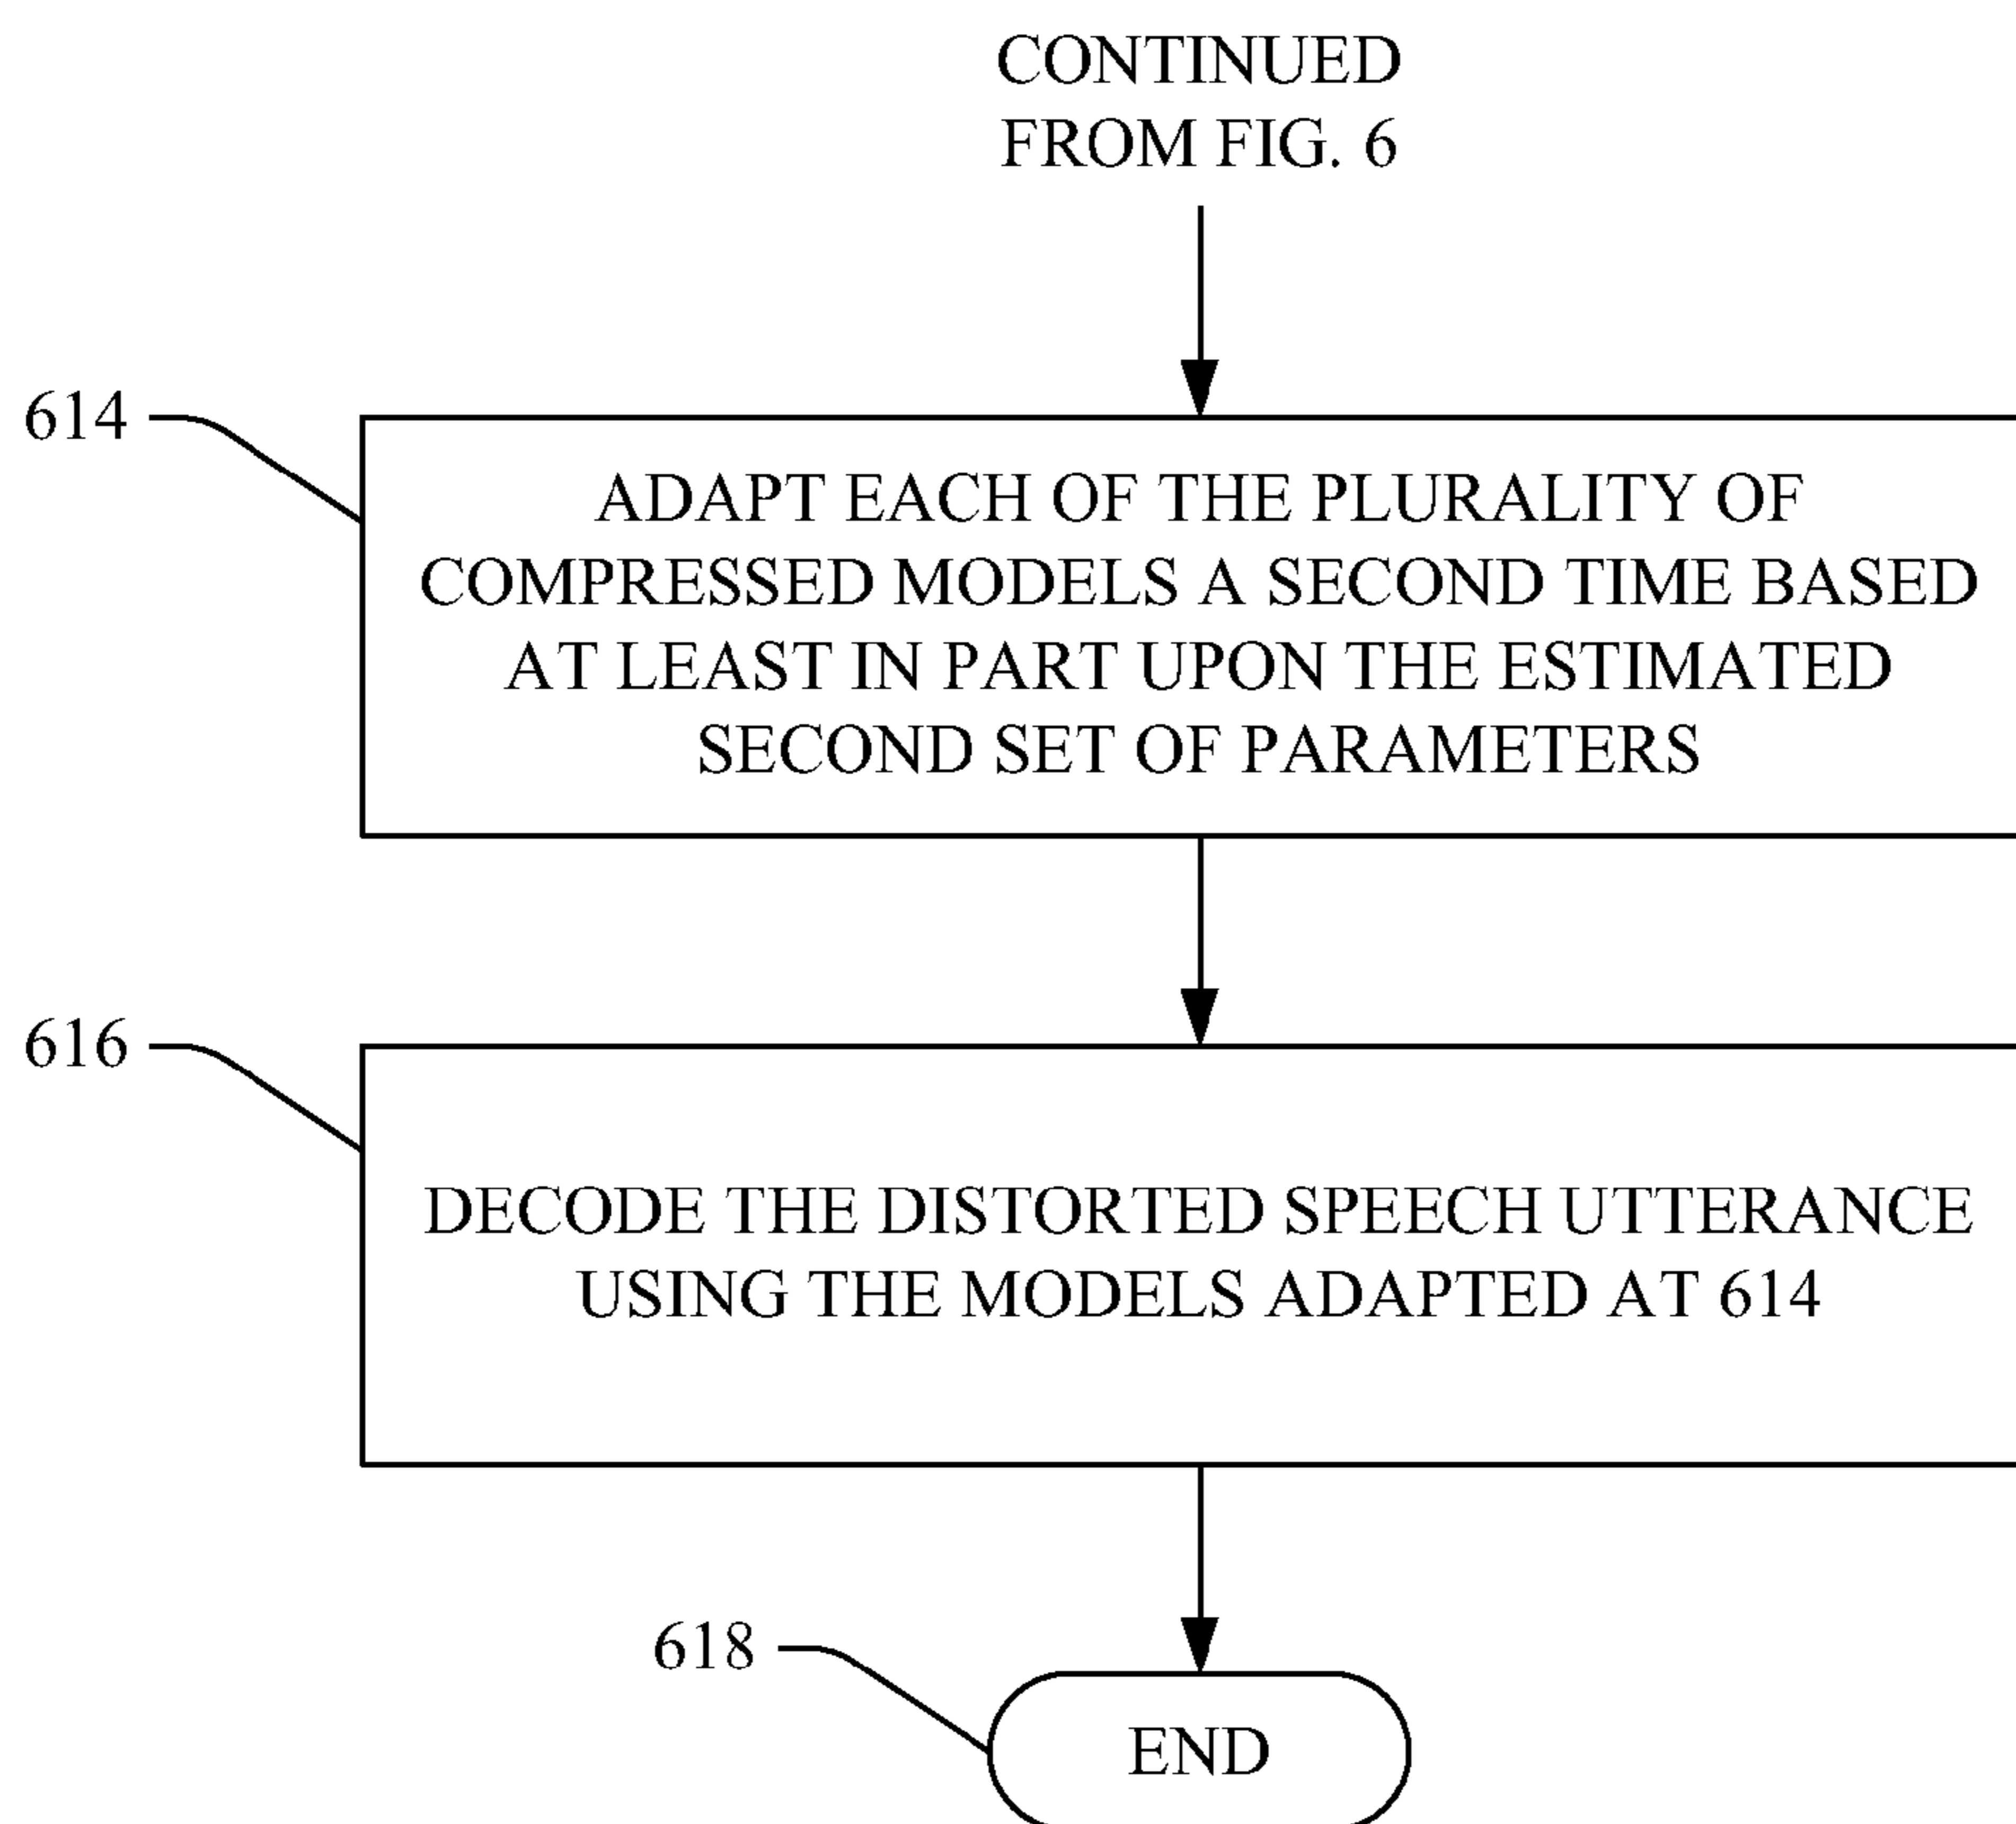 CONTINUED
FROM FIG. 6
614
ADAPT EACH OF THE PLURALITY OF
COMPRESSED MODELS A SECOND TIME BASED
AT LEAST IN PART UPON THE ESTIMATED
SECOND SET OF PARAMETERS
616
DECODE THE DISTORTED SPEECH UTTERANCE
USING THE MODELS ADAPTED AT 614
618
END